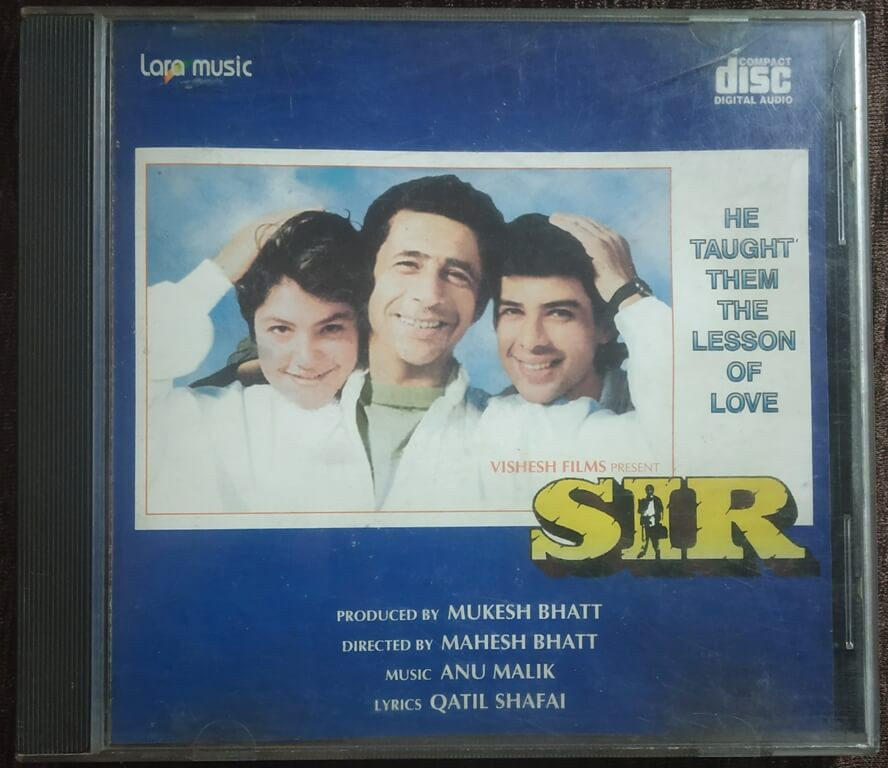 Lara music
COMPACT
disc
DIGITAL AUDIO
HE
TAUGHT
THEM
THE
LESSON
OF
LOVE
VISHESH FILMS PRESENT
SIR
PRODUCED BY MUKESH BHATT
DIRECTED BY MAHESH BHATT
MUSIC ANU MALIK
LYRICS QATIL SHAFAI